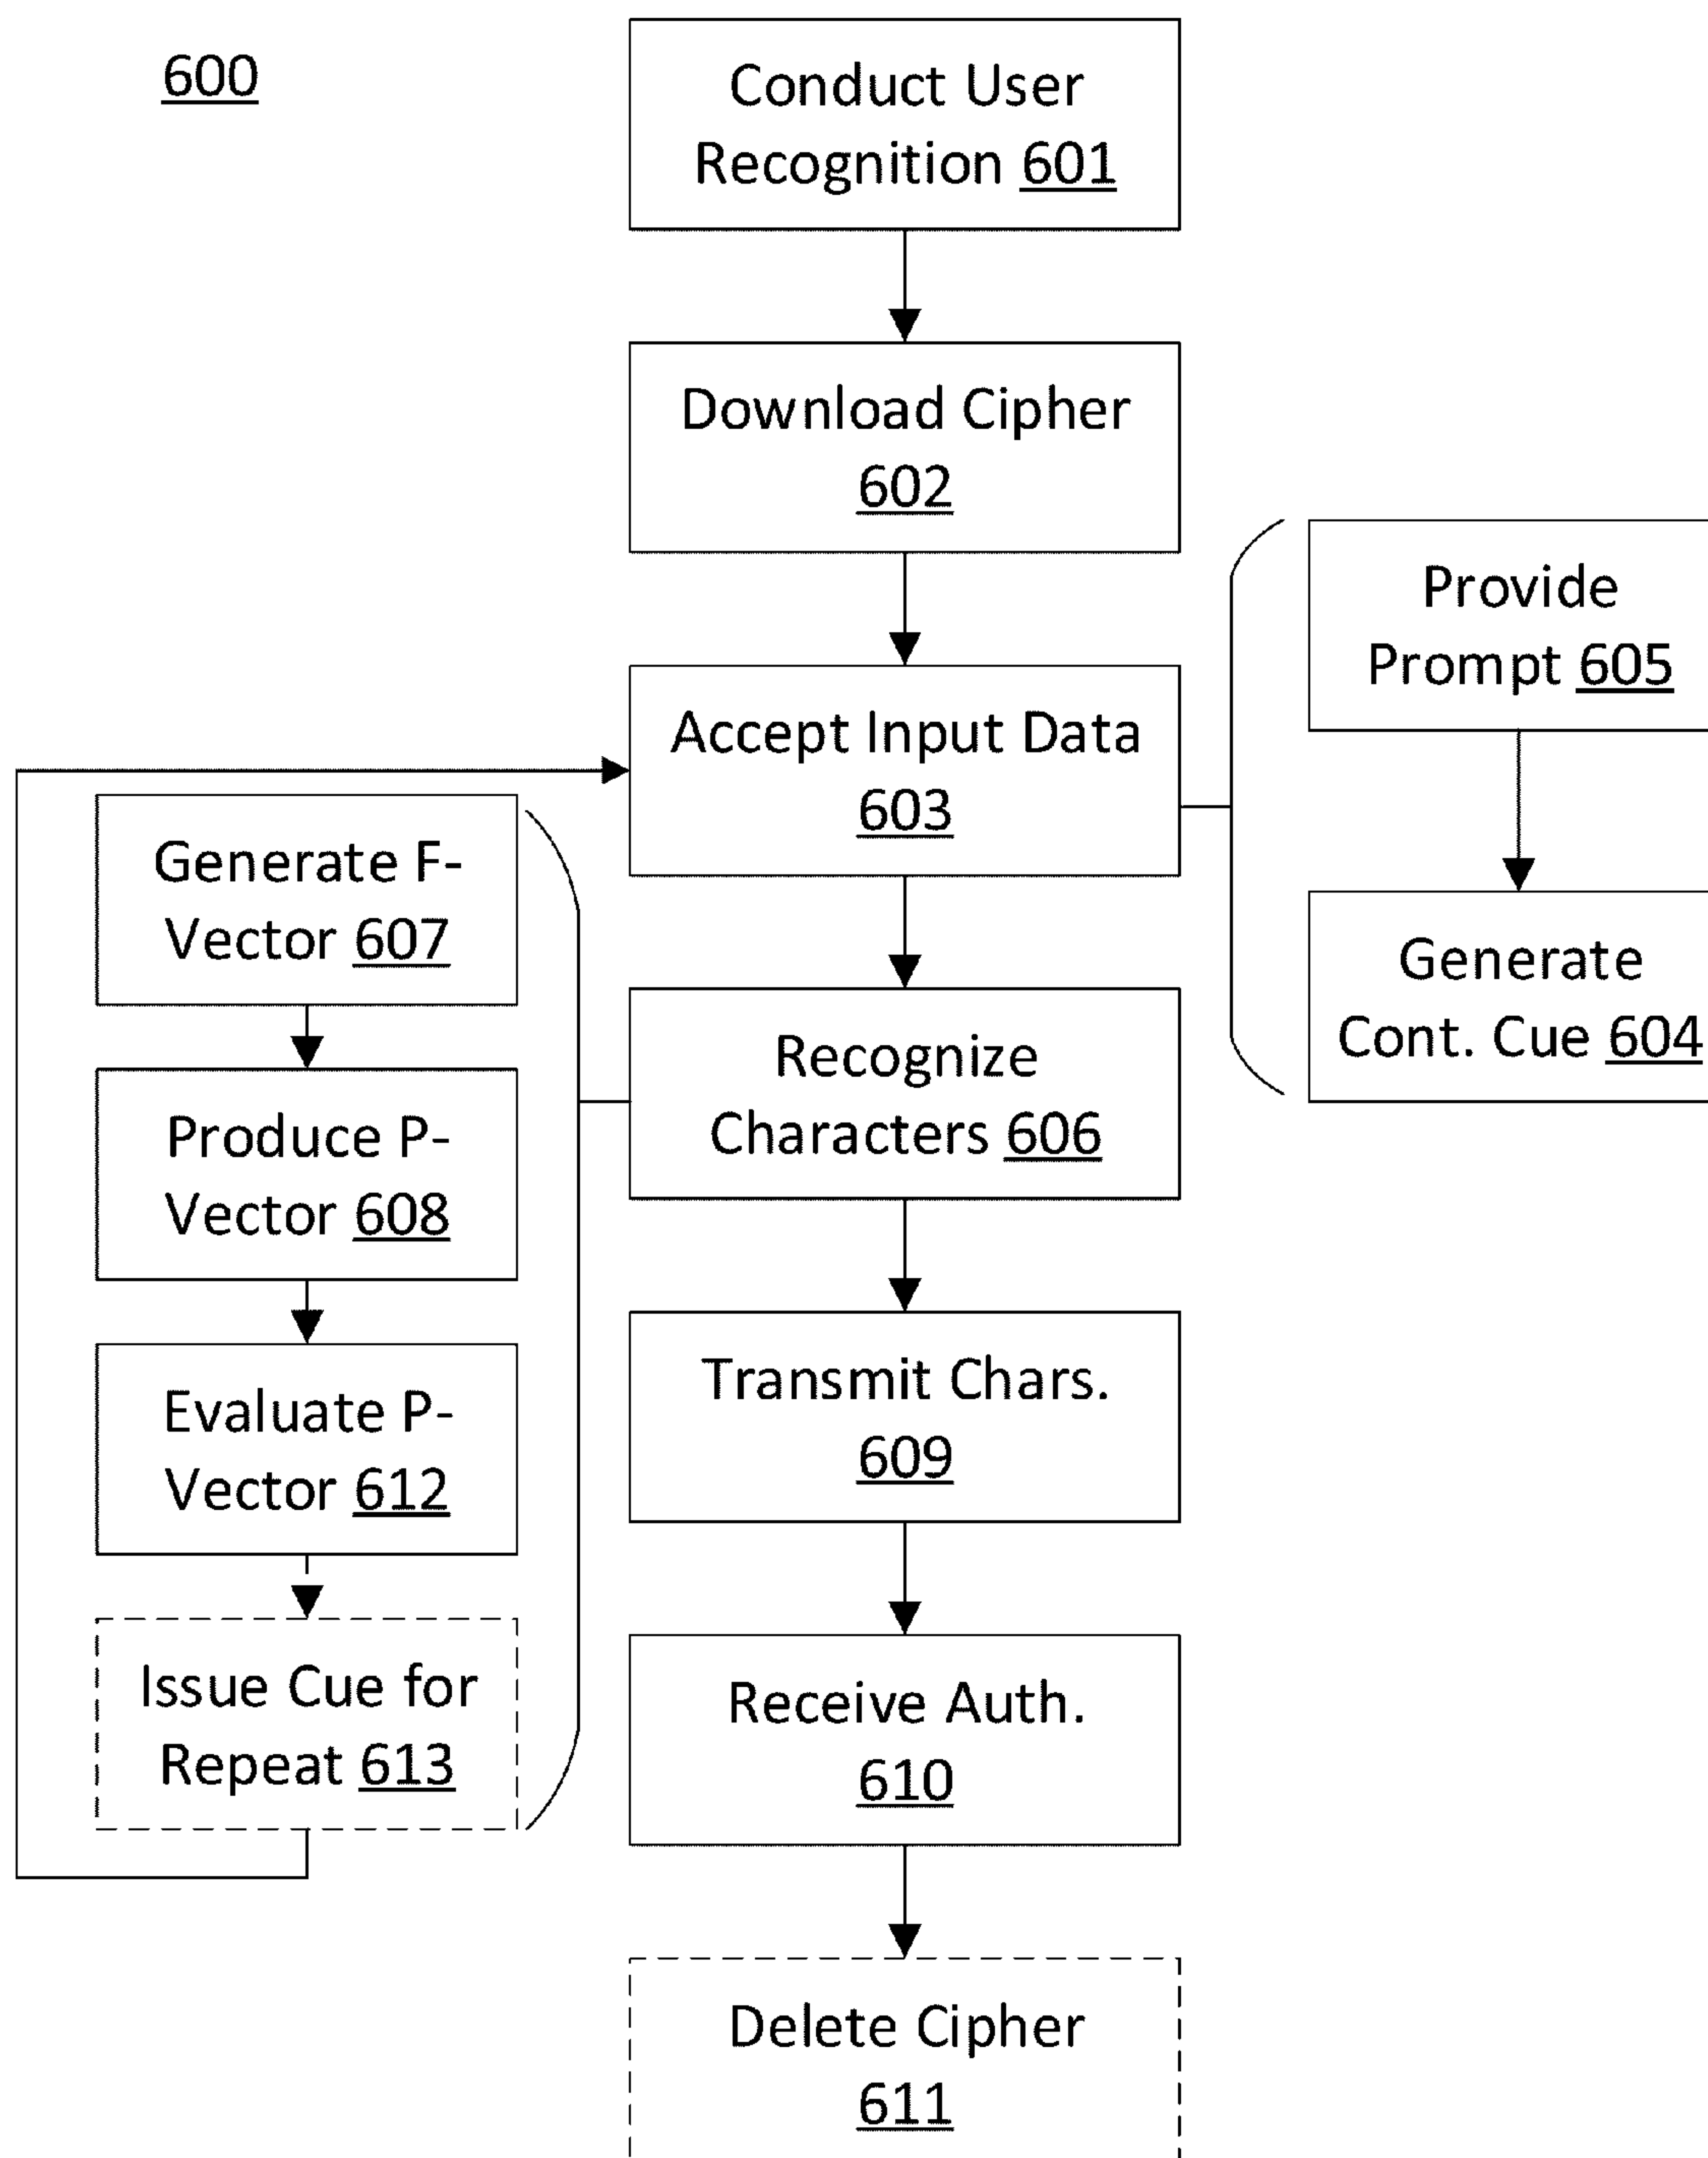 600
Conduct User
Recognition 601
Download Cipher
602
Accept Input Data
603
Provide
Prompt 605
Generate
Cont. Cue 604
Recognize
Characters 606
Generate F-
Vector 607
Produce P-
Vector 608
Evaluate P-
Vector 612
Issue Cue for
Repeat 613
Transmit Chars.
609
Receive Auth.
610
Delete Cipher
611